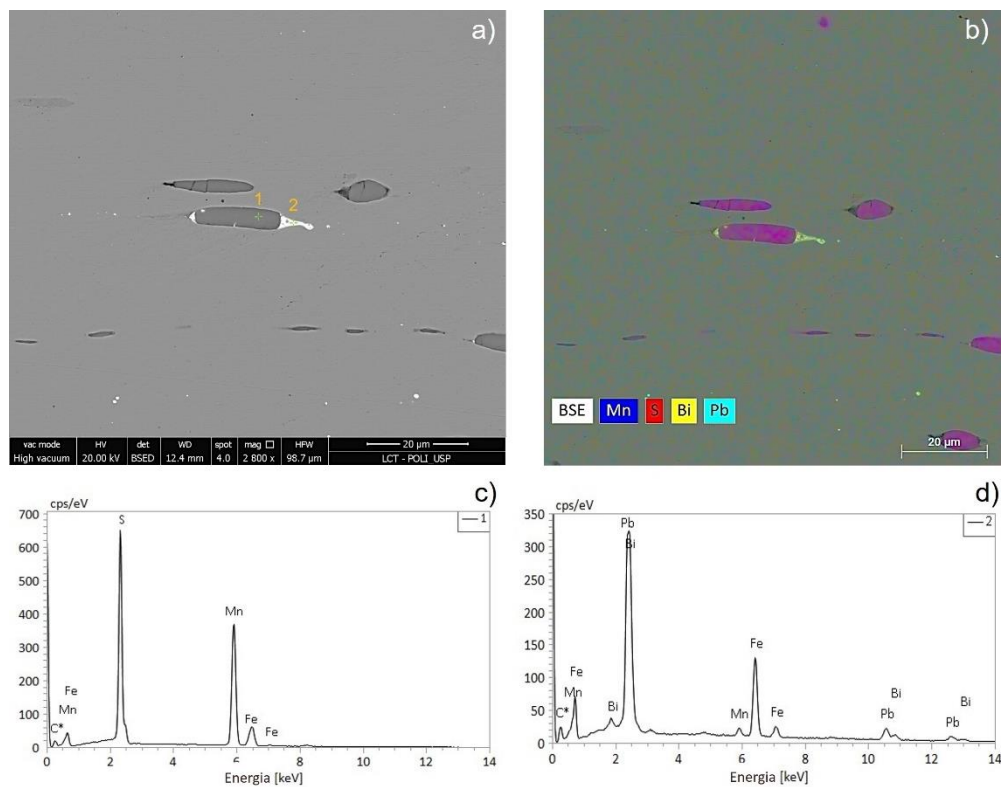 a)
1
2
vac mode HV det WD spot mag □ HFW
High vacuum 20.00 kV BSED 12.4 mm 4.0 2 800 x 98.7 µm
20 µm
LCT - POLI_USP
b)
BSE Mn S Bi Pb
20 µm
c)
cps/eV
1
700
600
500
400
300
200
100
0
S
Mn
Fe
Mn
C*
Fe
Fe
0 2 4 6 8 10 12 14
Energia [keV]
d)
cps/eV
2
350
300
250
200
150
100
50
0
Pb
Bi
Fe
Fe
Mn
C*
Bi
Mn
Fe
Bi
Pb
Bi
Pb
0 2 4 6 8 10 12 14
Energia [keV]